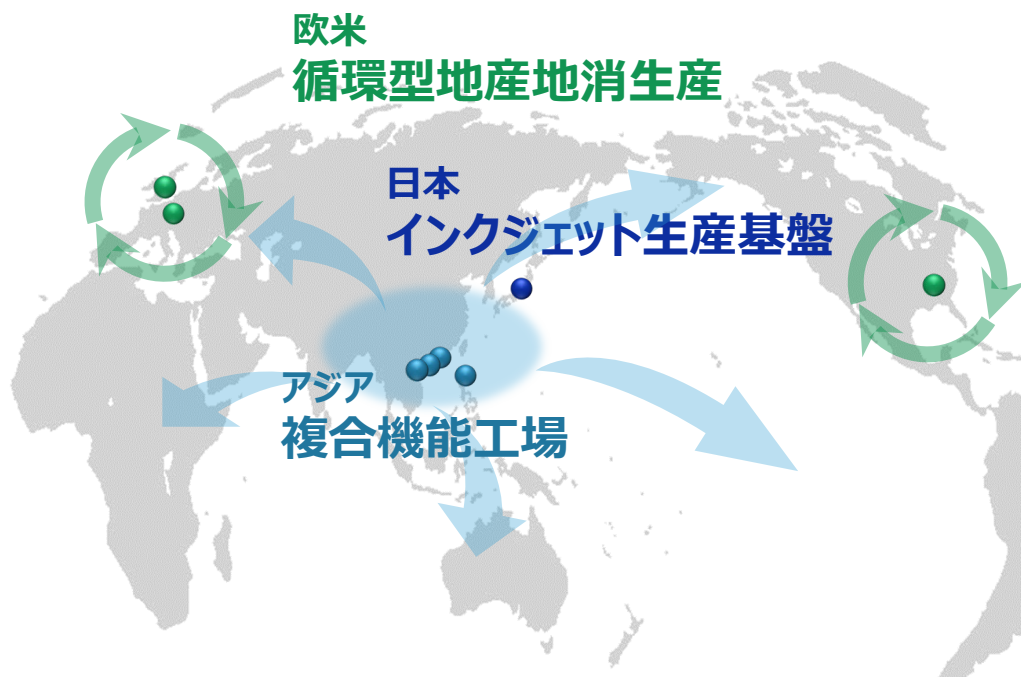 欧米
循環型地産地消生産
日本
インクジェット生産基盤
アジア
複合機能工場